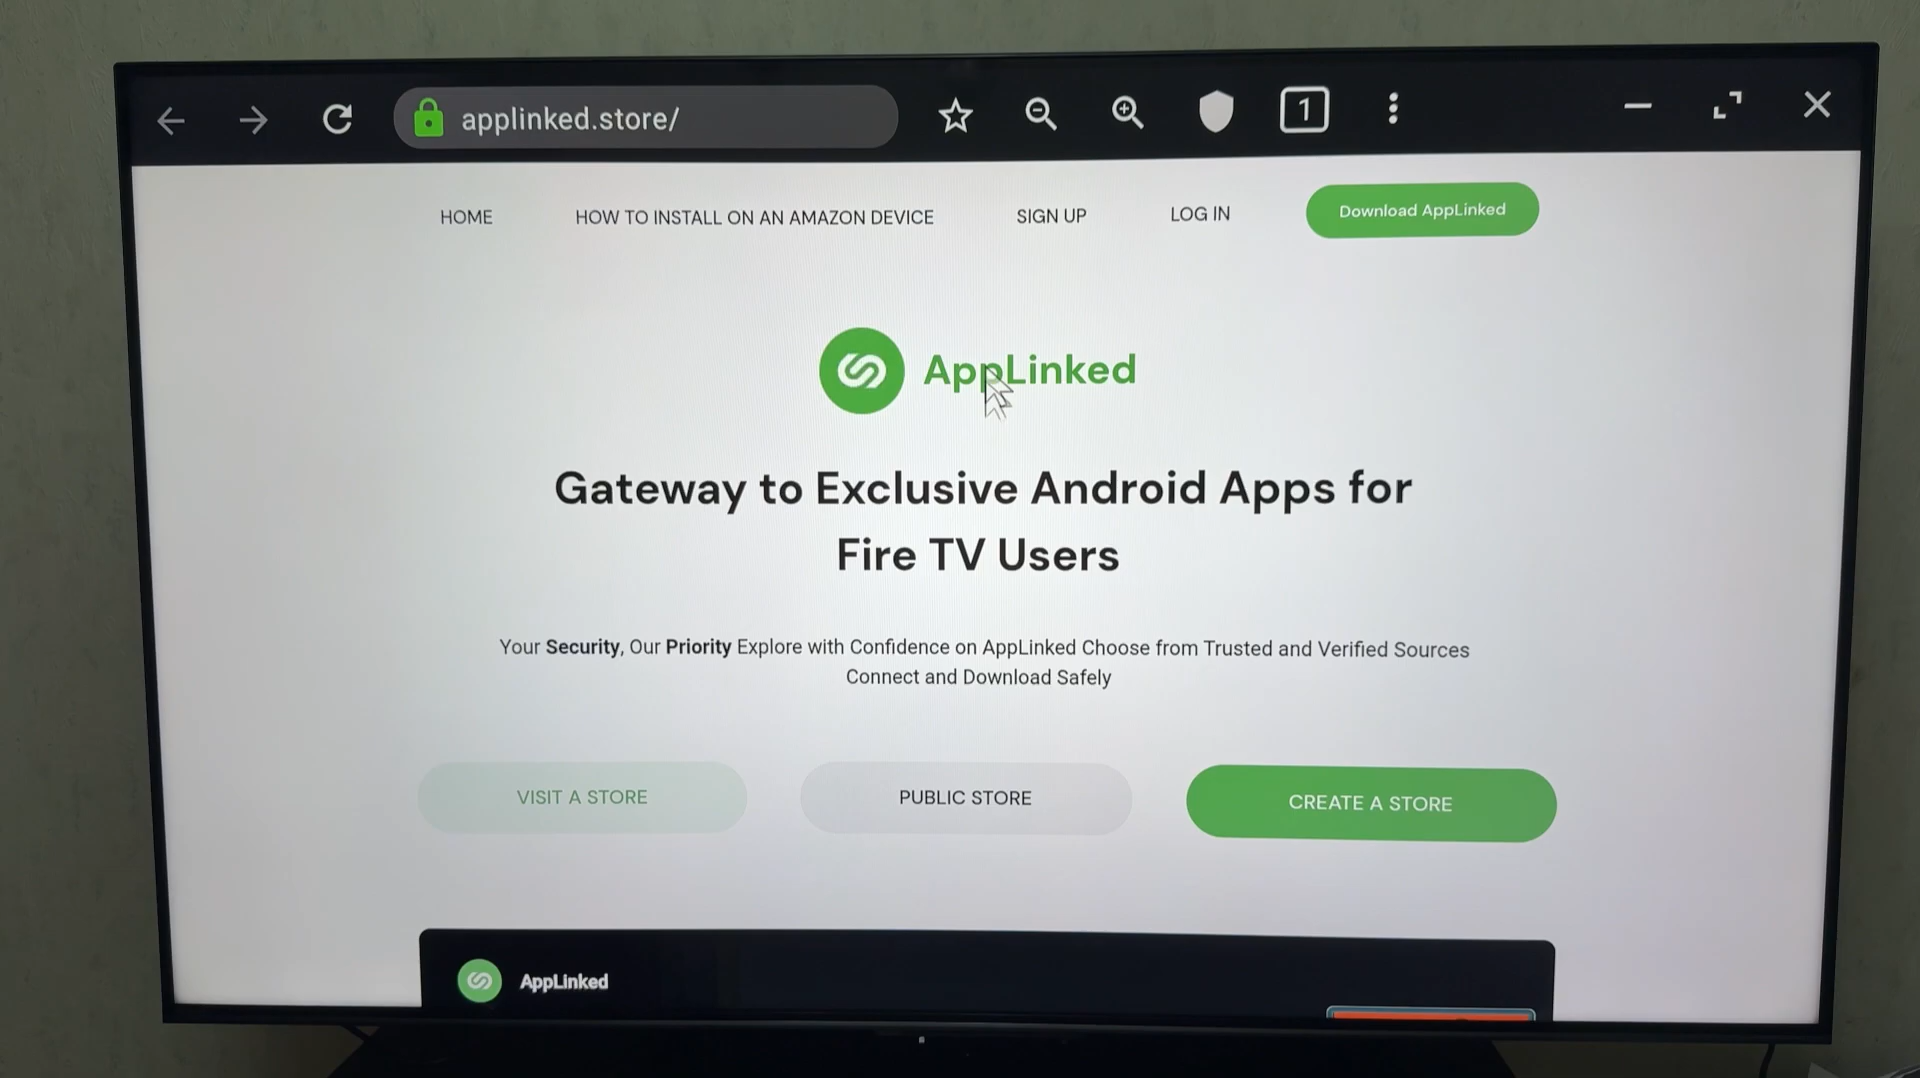 applinked.store/
1
HOME
HOW TO INSTALL ON AN AMAZON DEVICE
SIGN UP
LOG IN
Download AppLinked
AppLinked
Gateway to Exclusive Android Apps for
Fire TV Users
Your Security, Our Priority Explore with Confidence on AppLinked Choose from Trusted and Verified Sources
Connect and Download Safely
VISIT A STORE
PUBLIC STORE
CREATE A STORE
AppLinked